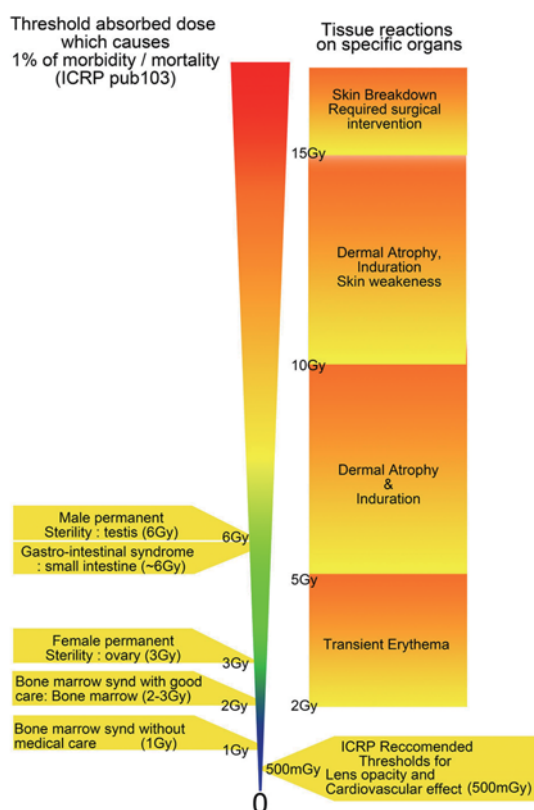 Threshold absorbed dose
which causes
1% of morbidity / mortality
(ICRP pub103)
Tissue reactions
on specific organs
Skin Breakdown
Required surgical
intervention
15Gy
Dermal Atrophy,
Induration
Skin weakeness
10Gy
Dermal Atrophy
&
Induration
Male permanent
Sterility : testis (6Gy)
6Gy
Gastro-intestinal syndrome
: small intestine (~6Gy)
5Gy
Transient Erythema
Female permanent
Sterility : ovary (3Gy)
3Gy
Bone marrow synd with good
care: Bone marrow (2-3Gy)
2Gy
2Gy
Bone marrow synd without
medical care (1Gy)
1Gy
500mGy
ICRP Reccomended
Thresholds for
Lens opacity and
Cardiovascular effect (500mGy)
0